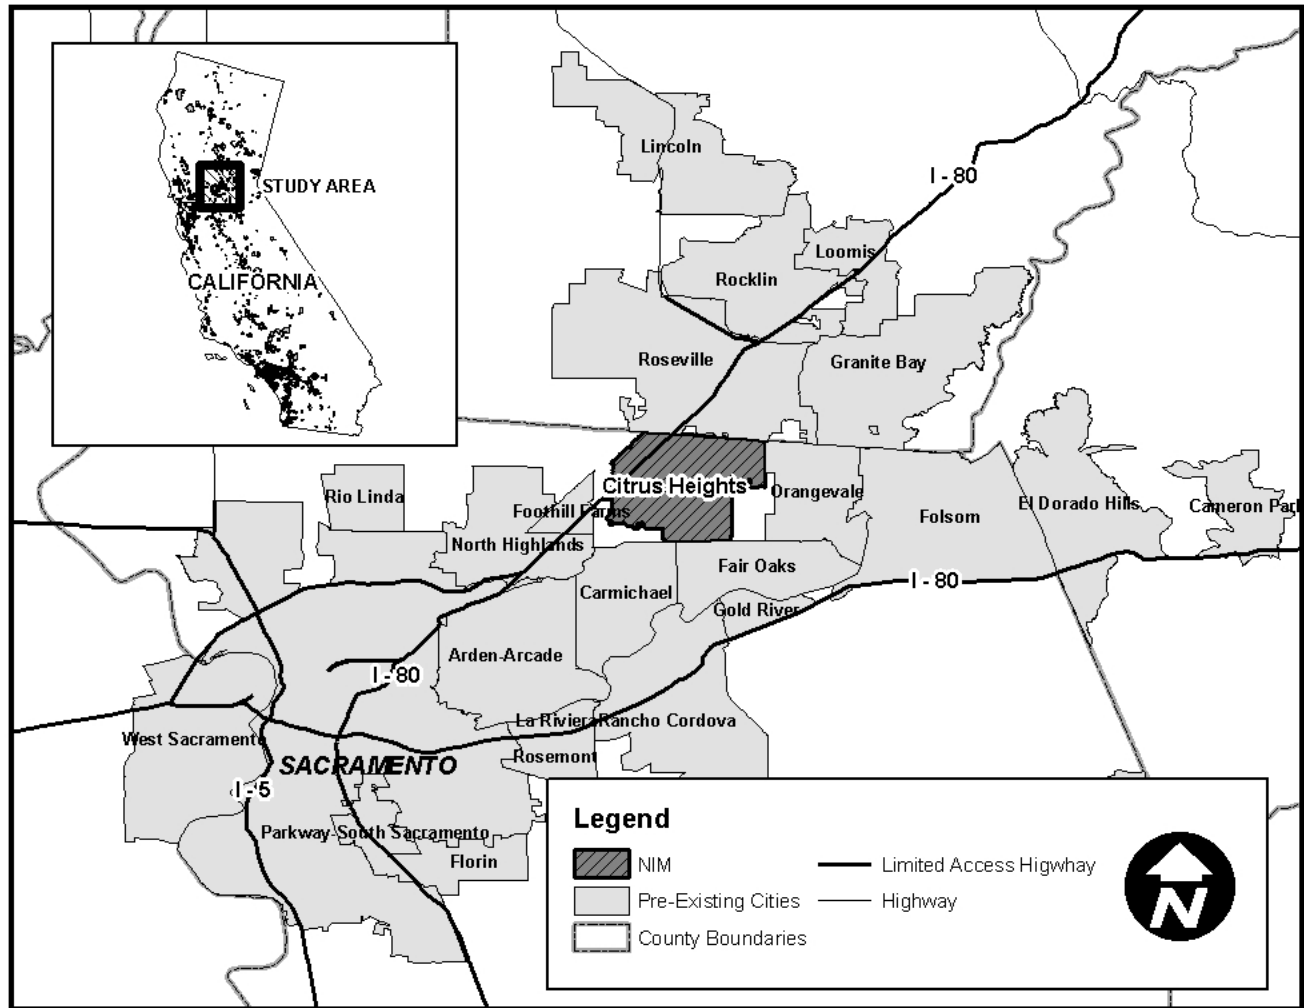 Lincoln
I - 80
STUDY AREA
Loomis
CALIFORNIA
Rocklin
Roseville
Granite Bay
Citrus Heights
Orangevale
Rio Linda
Foothill Farms
Folsom
El Dorado Hills
Cameron Park
North Highlands
Fair Oaks
I - 80
Carmichael
Gold River
Arden-Arcade
I - 80
La Riviera
Rancho Cordova
West Sacramento
Rosemont
SACRAMENTO
I - 5
Parkway-South Sacramento
Florin
Legend
NIM
Limited Access Higwhay
Pre-Existing Cities
Highway
County Boundaries
N